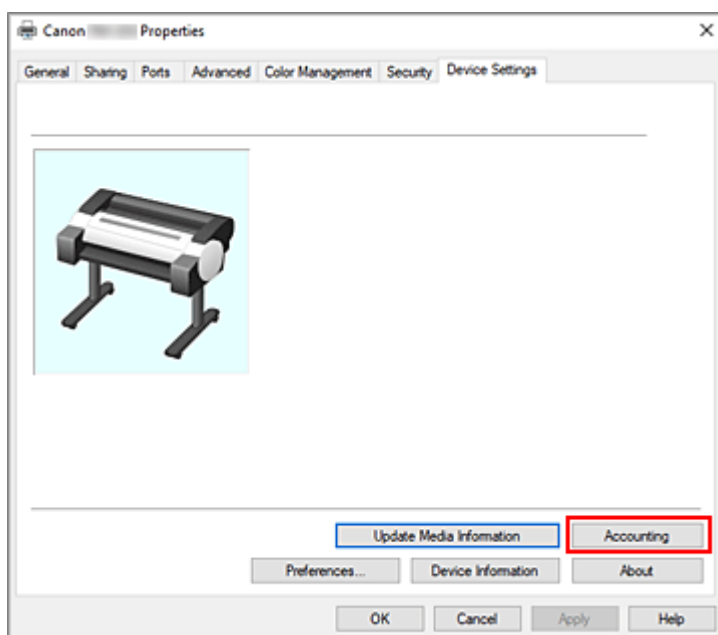 Canon Properties
General Sharing Ports Advanced Color Management Security Device Settings
Update Media Information Accounting
Preferences... Device Information About
OK Cancel Apply Help